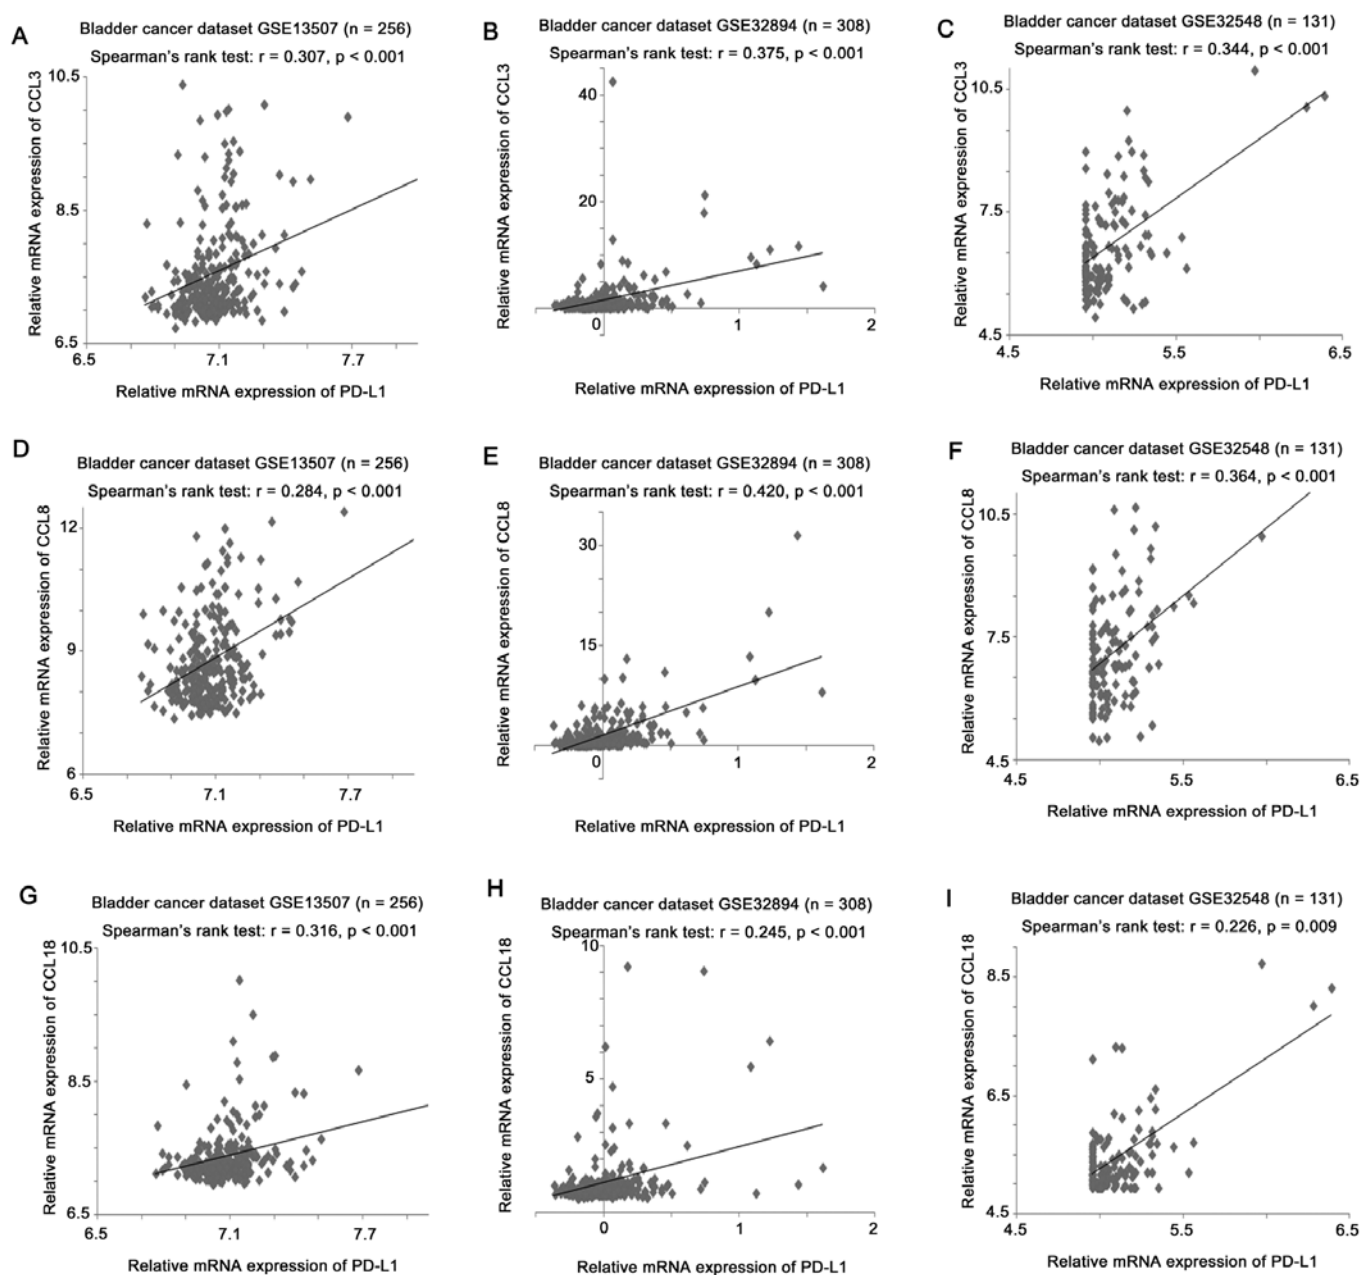 A
Bladder cancer dataset GSE13507 (n = 256)
Spearman's rank test: r = 0.307, p < 0.001
Relative mRNA expression of CCL3
10.5
8.5
6.5
6.5
7.1
7.7
Relative mRNA expression of PD-L1
B
Bladder cancer dataset GSE32894 (n = 308)
Spearman's rank test: r = 0.375, p < 0.001
Relative mRNA expression of CCL3
40
20
0
0
1
2
Relative mRNA expression of PD-L1
C
Bladder cancer dataset GSE32548 (n = 131)
Spearman's rank test: r = 0.344, p < 0.001
Relative mRNA expression of CCL3
10.5
7.5
4.5
4.5
5.5
6.5
Relative mRNA expression of PD-L1
D
Bladder cancer dataset GSE13507 (n = 256)
Spearman's rank test: r = 0.284, p < 0.001
Relative mRNA expression of CCL8
12
9
6
6.5
7.1
7.7
Relative mRNA expression of PD-L1
E
Bladder cancer dataset GSE32894 (n = 308)
Spearman's rank test: r = 0.420, p < 0.001
Relative mRNA expression of CCL8
30
15
0
0
1
2
Relative mRNA expression of PD-L1
F
Bladder cancer dataset GSE32548 (n = 131)
Spearman's rank test: r = 0.364, p < 0.001
Relative mRNA expression of CCL8
10.5
7.5
4.5
4.5
5.5
6.5
Relative mRNA expression of PD-L1
G
Bladder cancer dataset GSE13507 (n = 256)
Spearman's rank test: r = 0.316, p < 0.001
Relative mRNA expression of CCL18
10.5
8.5
6.5
6.5
7.1
7.7
Relative mRNA expression of PD-L1
H
Bladder cancer dataset GSE32894 (n = 308)
Spearman's rank test: r = 0.245, p < 0.001
Relative mRNA expression of CCL18
10
5
0
0
1
2
Relative mRNA expression of PD-L1
I
Bladder cancer dataset GSE32548 (n = 131)
Spearman's rank test: r = 0.226, p = 0.009
Relative mRNA expression of CCL18
8.5
6.5
4.5
4.5
5.5
6.5
Relative mRNA expression of PD-L1